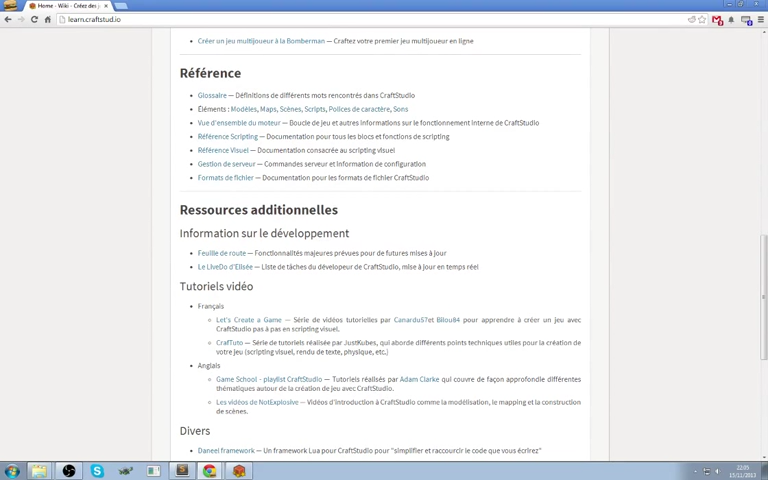 Home - Wiki - Créez des j
learn.craftstud.io
Créer un jeu multijoueur à la Bomberman — Craftez votre premier jeu multijoueur en ligne
Référence
Glossaire — Définitions de différents mots rencontrés dans CraftStudio
Éléments : Modèles, Maps, Scènes, Scripts, Polices de caractère, Sons
Vue d'ensemble du moteur — Boucle de jeu et autres informations sur le fonctionnement interne de CraftStudio
Référence Scripting — Documentation pour tous les blocs et fonctions de scripting
Référence Visuel — Documentation consacrée au scripting visuel
Gestion de serveur — Commandes serveur et information de configuration
Formats de fichier — Documentation pour les formats de fichier CraftStudio
Ressources additionnelles
Information sur le développement
Feuille de route — Fonctionnalités majeures prévues pour de futures mises à jour
Le LiveDo d'Elisée — Liste de tâches du dévelopeur de CraftStudio, mise à jour en temps réel
Tutoriels vidéo
Français
Let's Create a Game — Série de vidéos tutorielles par Canardu57et Bilou84 pour apprendre à créer un jeu avec
CraftStudio pas à pas en scripting visuel.
CrafTuto — Série de tutoriels réalisée par JustKubes, qui aborde différents points techniques utiles pour la création de
votre jeu (scripting visuel, rendu de texte, physique, etc.)
Anglais
Game School - playlist CraftStudio — Tutoriels réalisés par Adam Clarke qui couvre de façon approfondie différentes
thématiques autour de la création de jeu avec CraftStudio.
Les vidéos de NotExplosive — Vidéos d'introduction à CraftStudio comme la modélisation, le mapping et la construction
de scènes.
Divers
Daneel framework — Un framework Lua pour CraftStudio pour "simplifier et raccourcir le code que vous écrirez"
22:05
15/11/2013